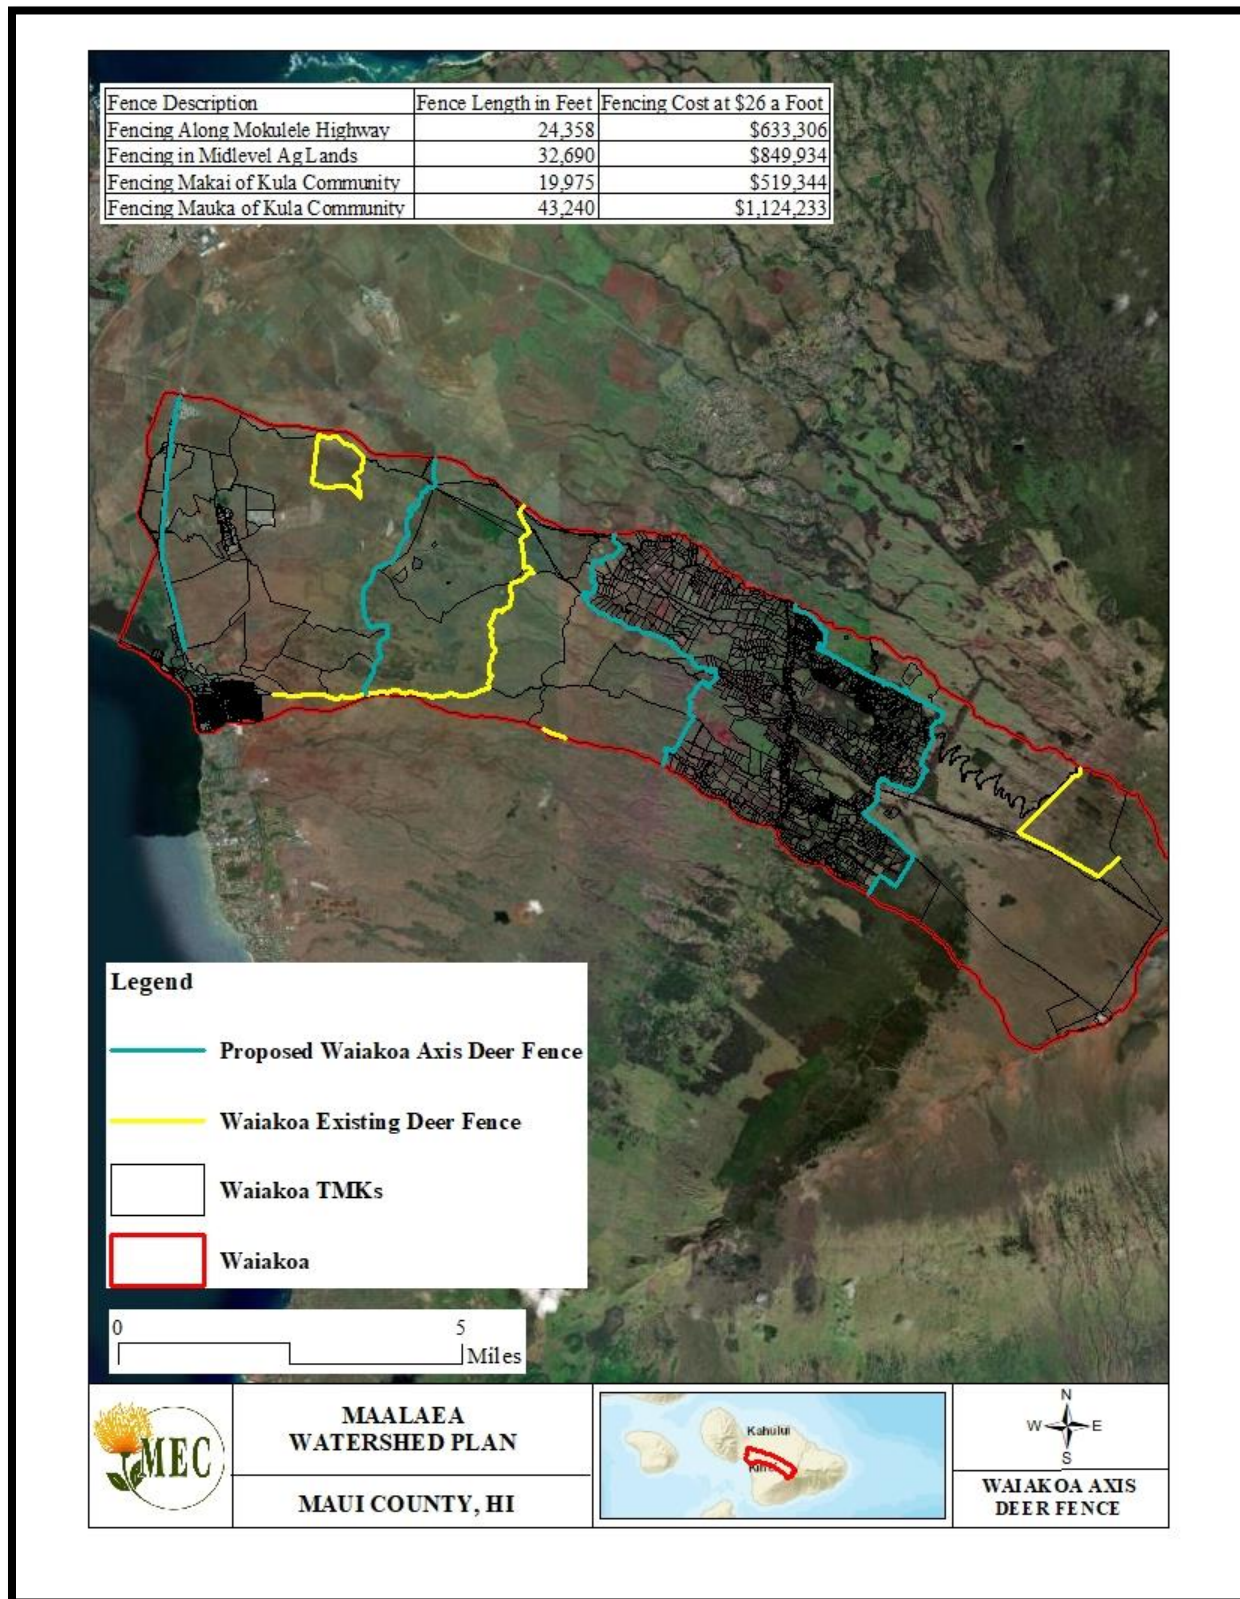 Fence Description Fence Length in Feet Fencing Cost at $26 a Foot
Fencing Along Mokulele Highway 24,358 $633,306
Fencing in Midlevel Ag Lands 32,690 $849,934
Fencing Makai of Kula Community 19,975 $519,344
Fencing Mauka of Kula Community 43,240 $1,124,233
Legend
Proposed Waiakoa Axis Deer Fence
Waiakoa Existing Deer Fence
Waiakoa TMKs
Waiakoa
0 5
Miles
MEC
MAALAEA
WATERSHED PLAN
MAUI COUNTY, HI
Kahului
N
W E
S
WAIAKOA AXIS
DEER FENCE